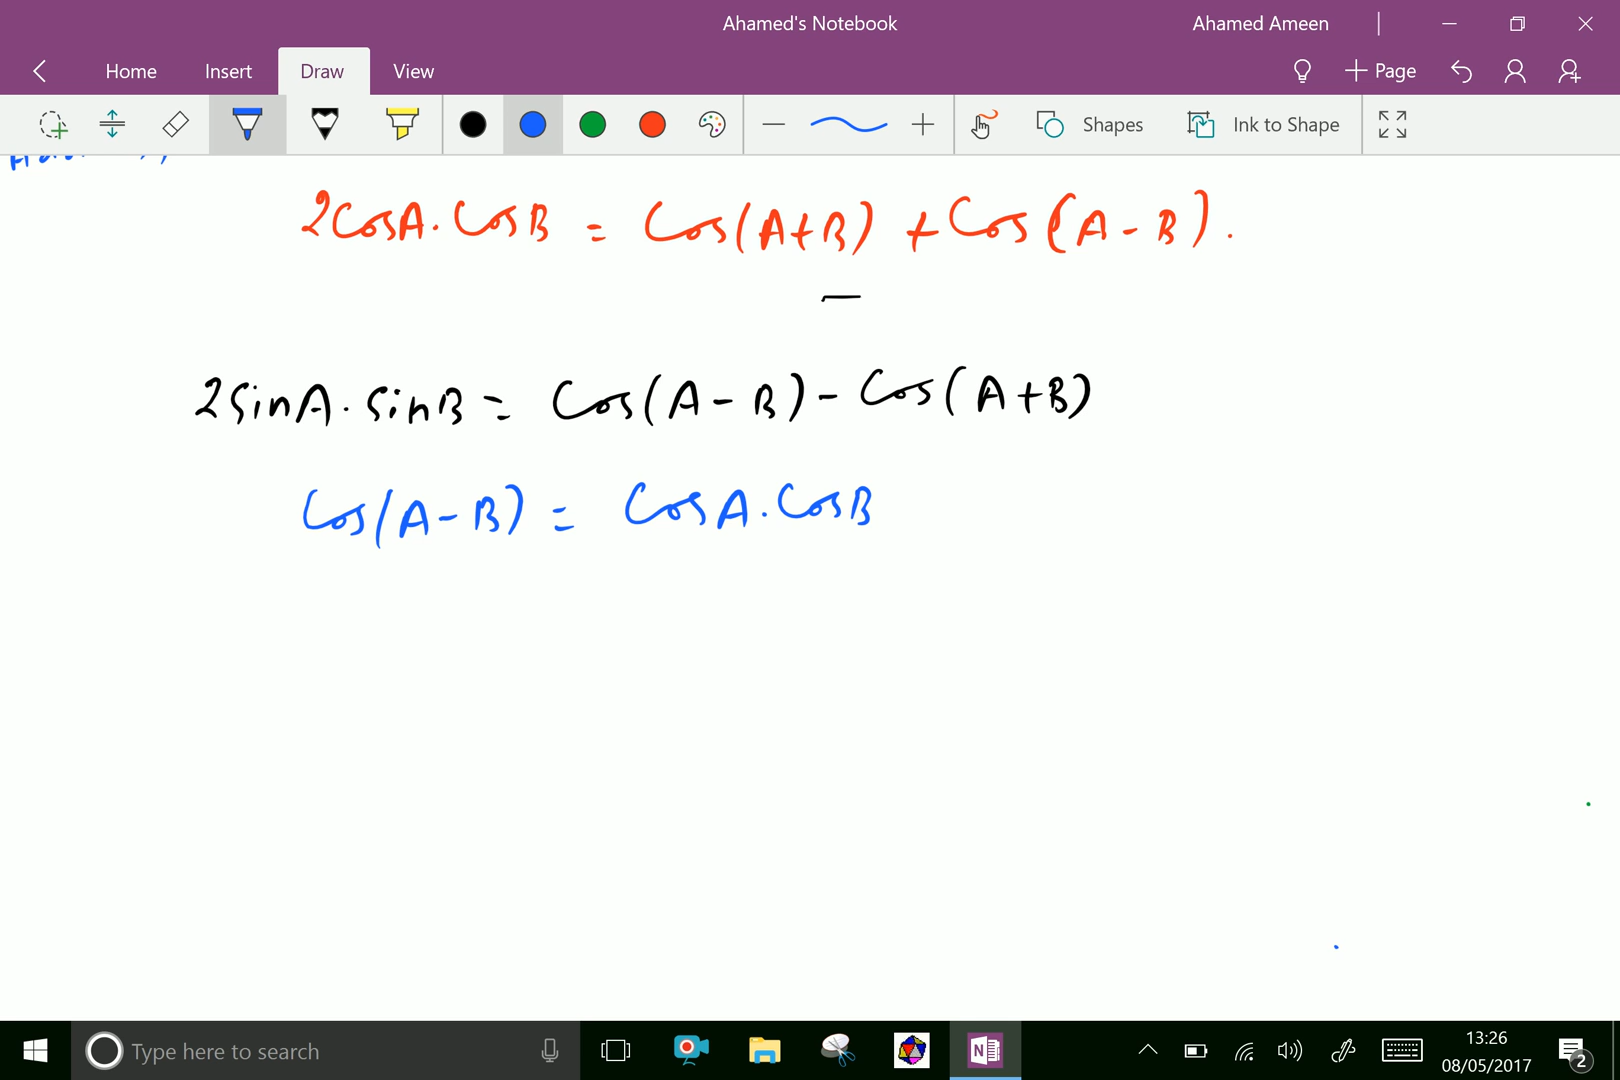 Ahamed's Notebook Ahamed Ameen
Home Insert Draw View Page
Shapes Ink to Shape
2CosA.CosB = Cos(A+B) + Cos(A-B).
2SinA.SinB = Cos(A-B) - Cos(A+B)
Cos(A-B) = CosA.CosB
Type here to search
13:26
08/05/2017
2